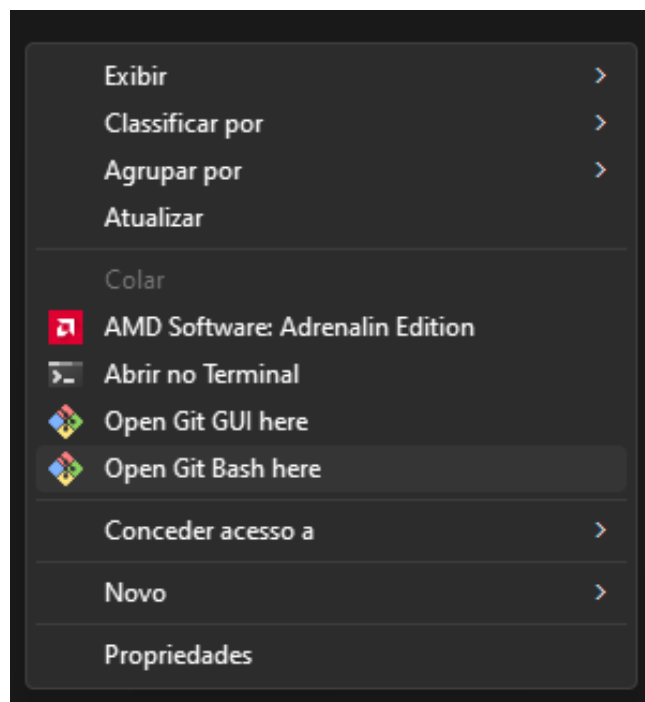 Exibir
Classificar por
Agrupar por
Atualizar
Colar
AMD Software: Adrenalin Edition
Abrir no Terminal
Open Git GUI here
Open Git Bash here
Conceder acesso a
Novo
Propriedades